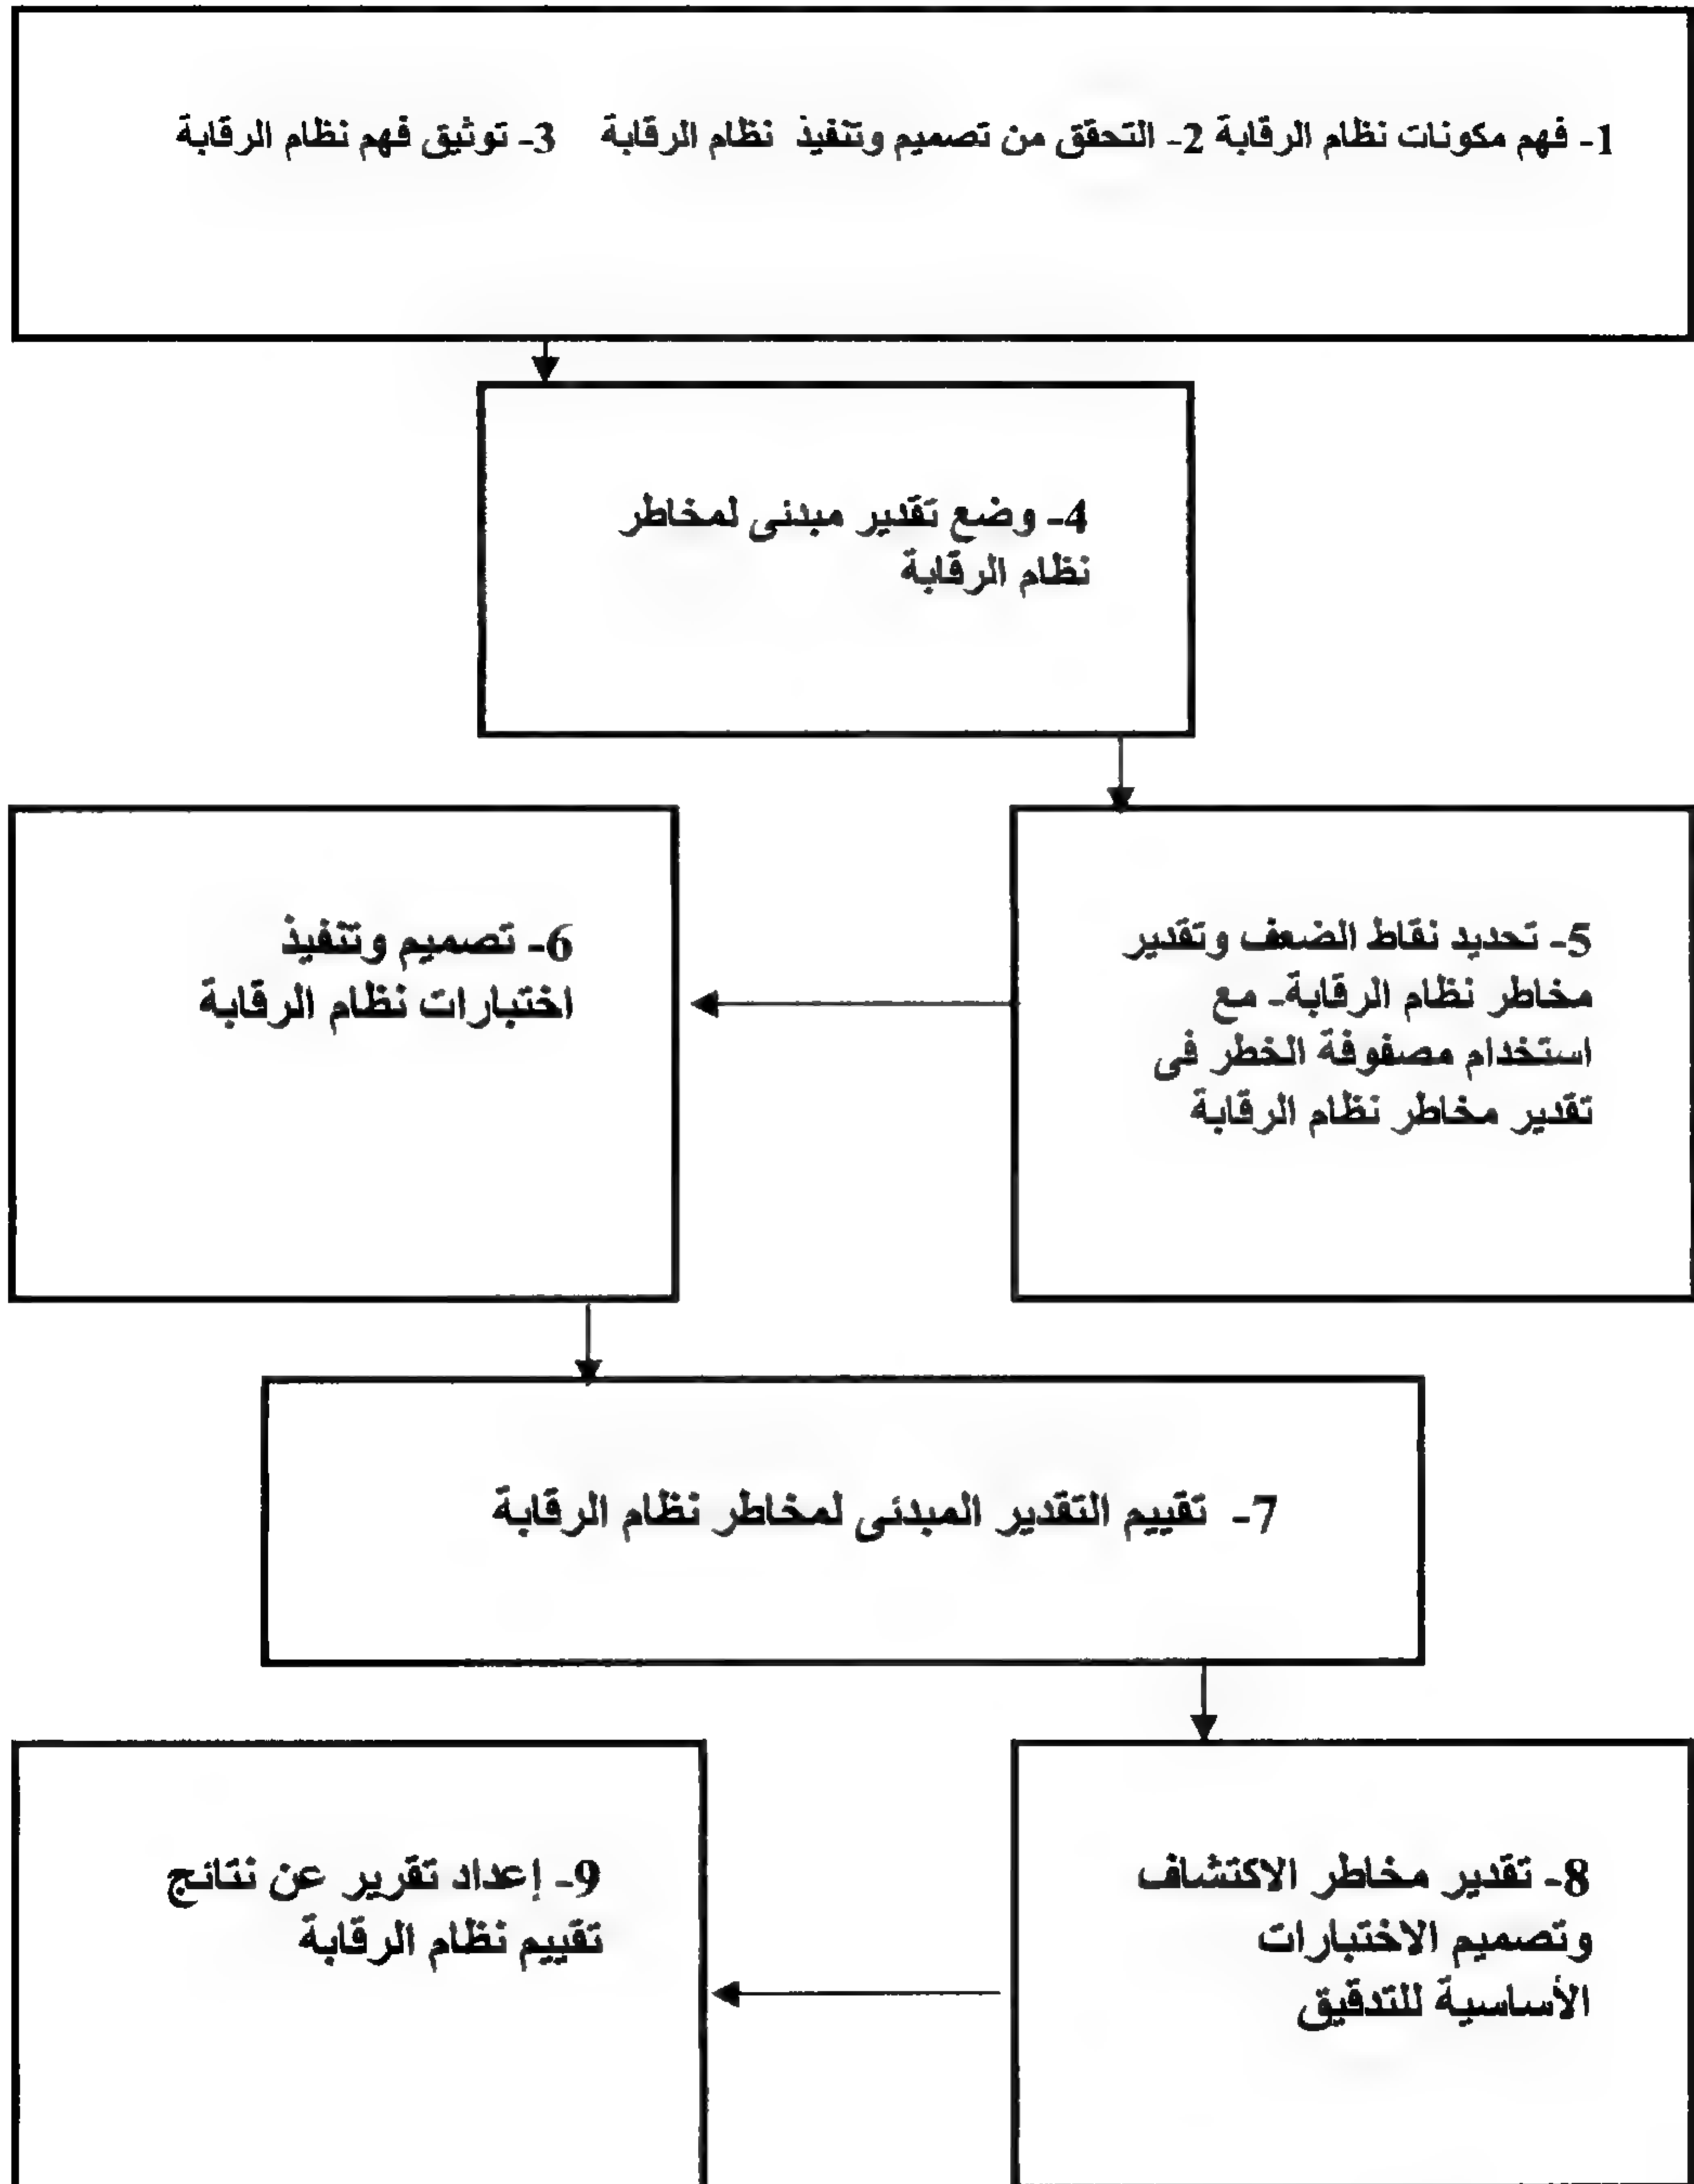 1- فهم مكونات نظام الرقابة 2- التحقق من تصميم وتنفيذ نظام الرقابة 3- توثيق فهم نظام الرقابة
4- وضع تقدير مبدئى لمخاطر
نظام الرقابة
5- تحديد نقاط الضعف وتقدير
مخاطر نظام الرقابة- مع
استخدام مصفوفة الخطر فى
تقدير مخاطر نظام الرقابة
6- تصميم وتنفيذ
اختبارات نظام الرقابة
7- تقييم التقدير المبدئى لمخاطر نظام الرقابة
8- تقدير مخاطر الاكتشاف
وتصميم الاختبارات
الأساسية للتدقيق
9- إعداد تقرير عن نتائج
تقييم نظام الرقابة